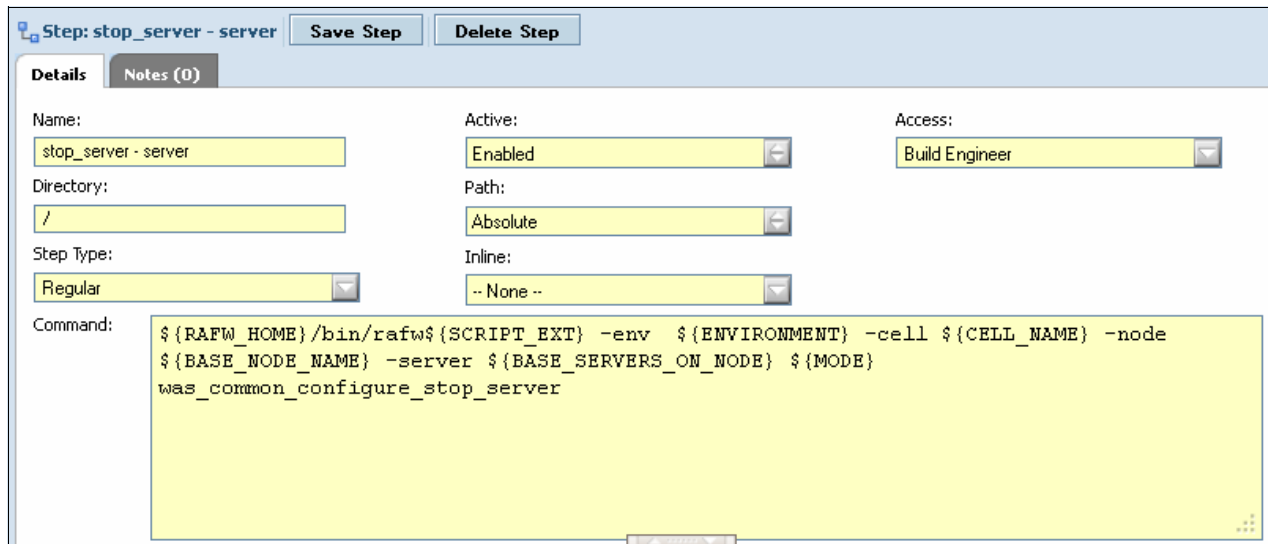 Step: stop_server - server Save Step Delete Step
Details Notes (0)
Name: Active: Access:
stop_server - server Enabled Build Engineer
Directory: Path:
/ Absolute
Step Type: Inline:
Regular -- None --
Command:
${RAFW_HOME}/bin/rafw${SCRIPT_EXT} -env  ${ENVIRONMENT} -cell ${CELL_NAME} -node
${BASE_NODE_NAME} -server ${BASE_SERVERS_ON_NODE} ${MODE}
was_common_configure_stop_server